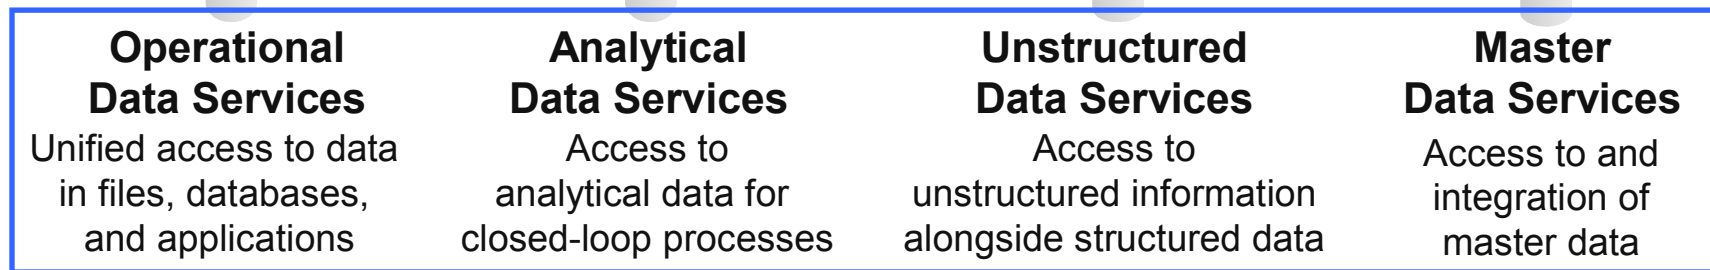 Operational
Data Services
Unified access to data
in files, databases,
and applications
Analytical
Data Services
Access to
analytical data for
closed-loop processes
Unstructured
Data Services
Access to
unstructured information
alongside structured data
Master
Data Services
Access to and
integration of
master data